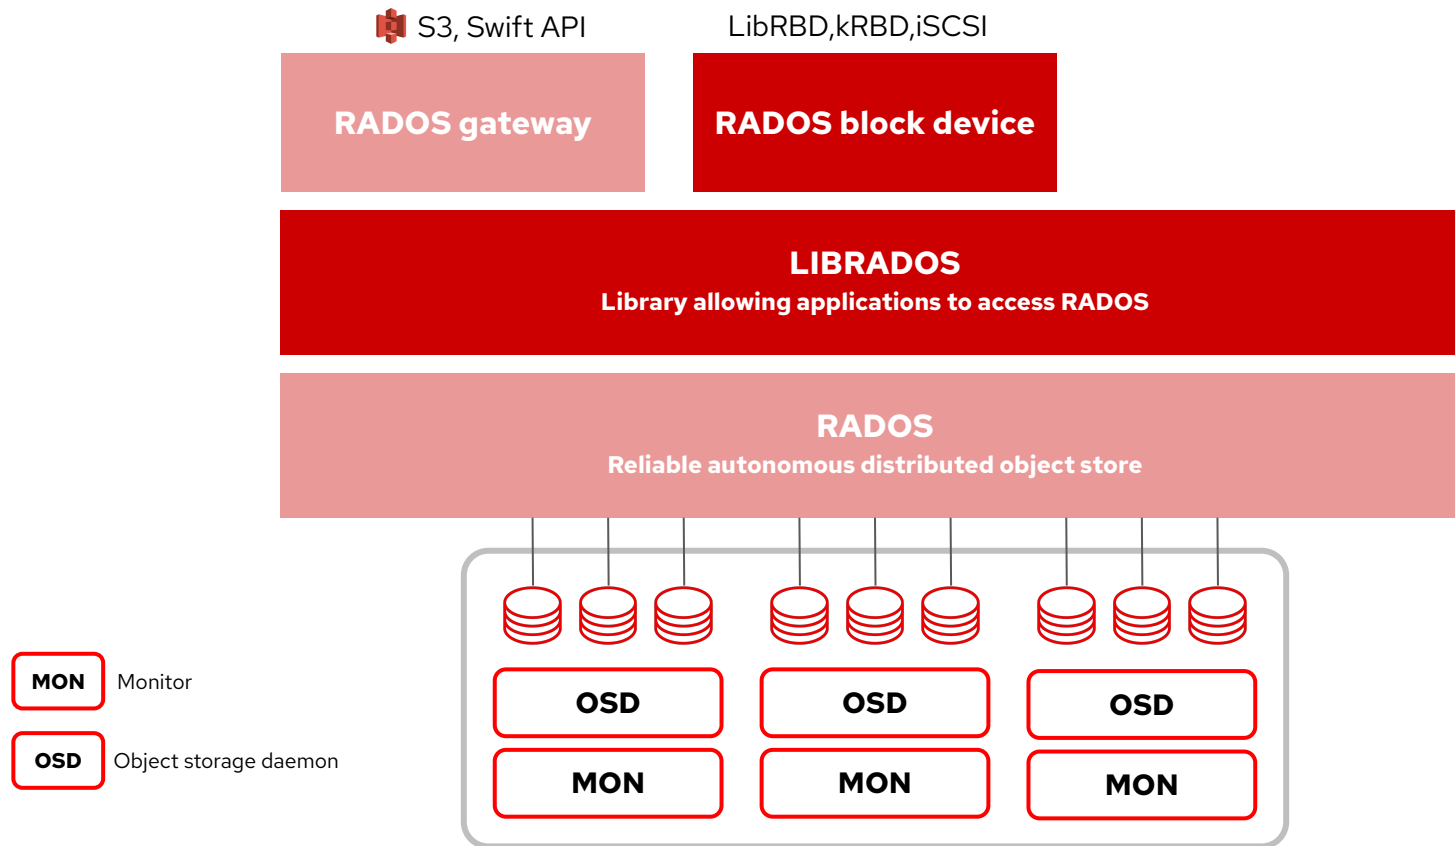 S3, Swift API
LibRBD,kRBD,iSCSI
RADOS gateway
RADOS block device
LIBRADOS
Library allowing applications to access RADOS
RADOS
Reliable autonomous distributed object store
OSD
OSD
OSD
MON
MON
MON
MON
Monitor
OSD
Object storage daemon